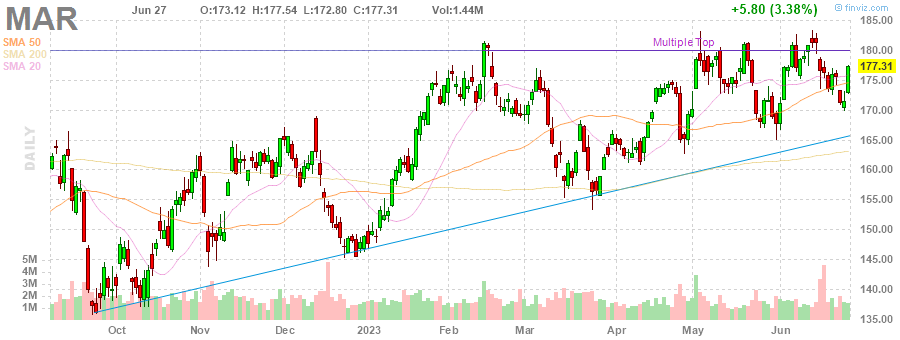 MAR Jun 27 O:173.12 H:177.54 L:172.80 C:177.31 Vol:1.44M +5.80 (3.38%) © finviz.com
SMA 50
SMA 200
SMA 20
Multiple Top
DAILY
185.00
180.00
177.31
175.00
170.00
165.00
160.00
155.00
150.00
145.00
140.00
135.00
5M
4M
3M
2M
1M
Oct Nov Dec 2023 Feb Mar Apr May Jun